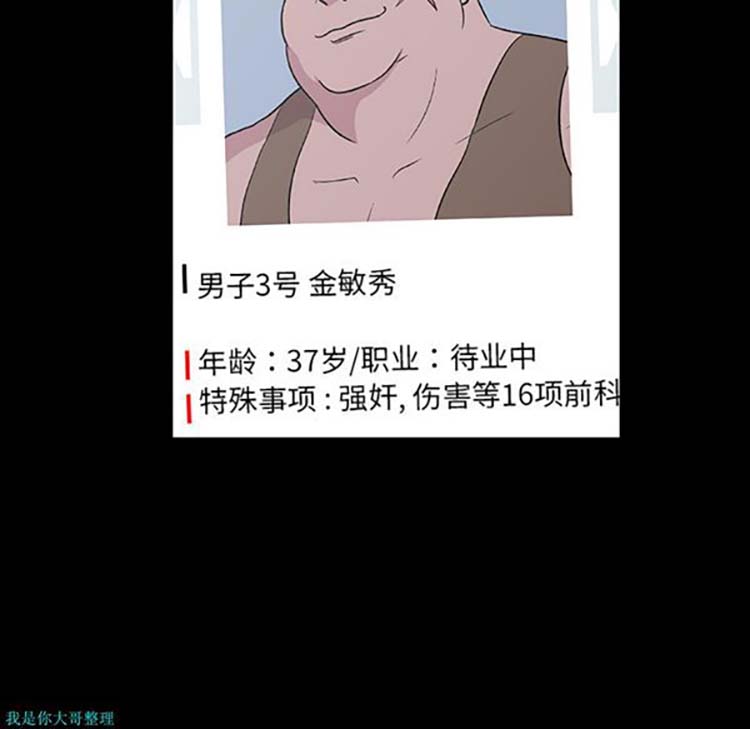 男子3号 金敏秀
年龄：37岁/职业：待业中
特殊事项 : 强奸, 伤害等16项前科
我是你大哥整理